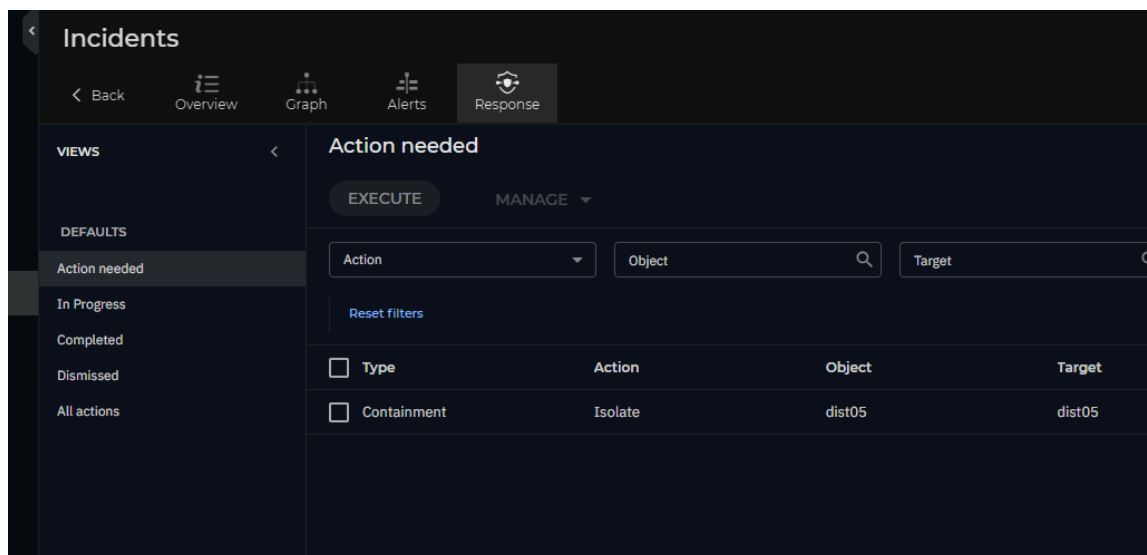 Incidents
Back
Overview
Graph
Alerts
Response
VIEWS
DEFAULTS
Action needed
In Progress
Completed
Dismissed
All actions
Action needed
EXECUTE MANAGE
Action Object Target
Reset filters
Type Action Object Target
Containment Isolate dist05 dist05